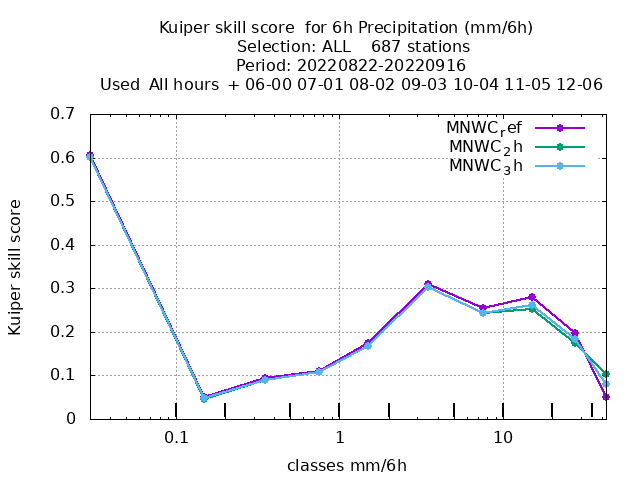 Kuiper skill score  for 6h Precipitation (mm/6h)
Selection: ALL    687 stations
Period: 20220822-20220916
Used  All hours  + 06-00 07-01 08-02 09-03 10-04 11-05 12-06
0.7
0.6
0.5
0.4
0.3
0.2
0.1
0
Kuiper skill score
MNWCref
MNWC2h
MNWC3h
0.1 1 10
classes mm/6h